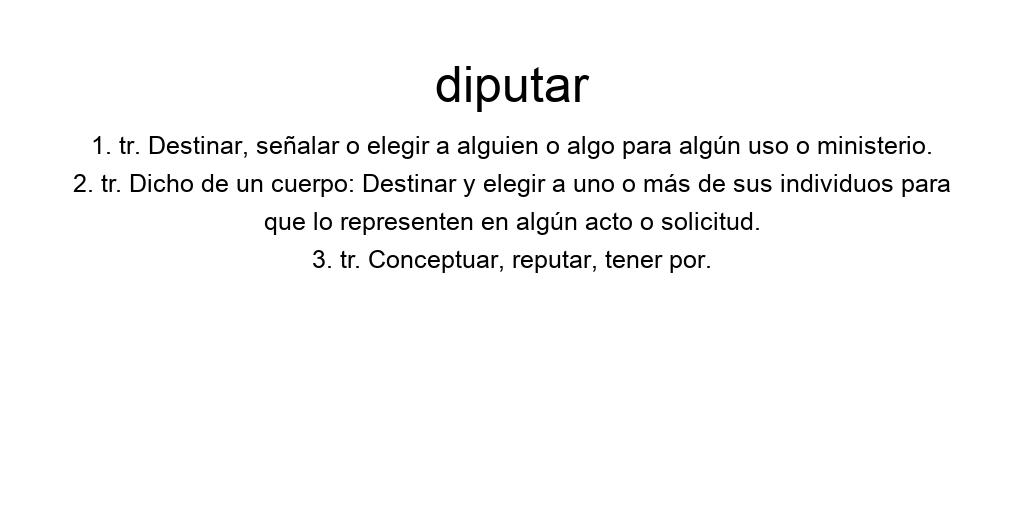 diputar
1. tr. Destinar, señalar o elegir a alguien o algo para algún uso o ministerio.
2. tr. Dicho de un cuerpo: Destinar y elegir a uno o más de sus individuos para
que lo representen en algún acto o solicitud.
3. tr. Conceptuar, reputar, tener por.